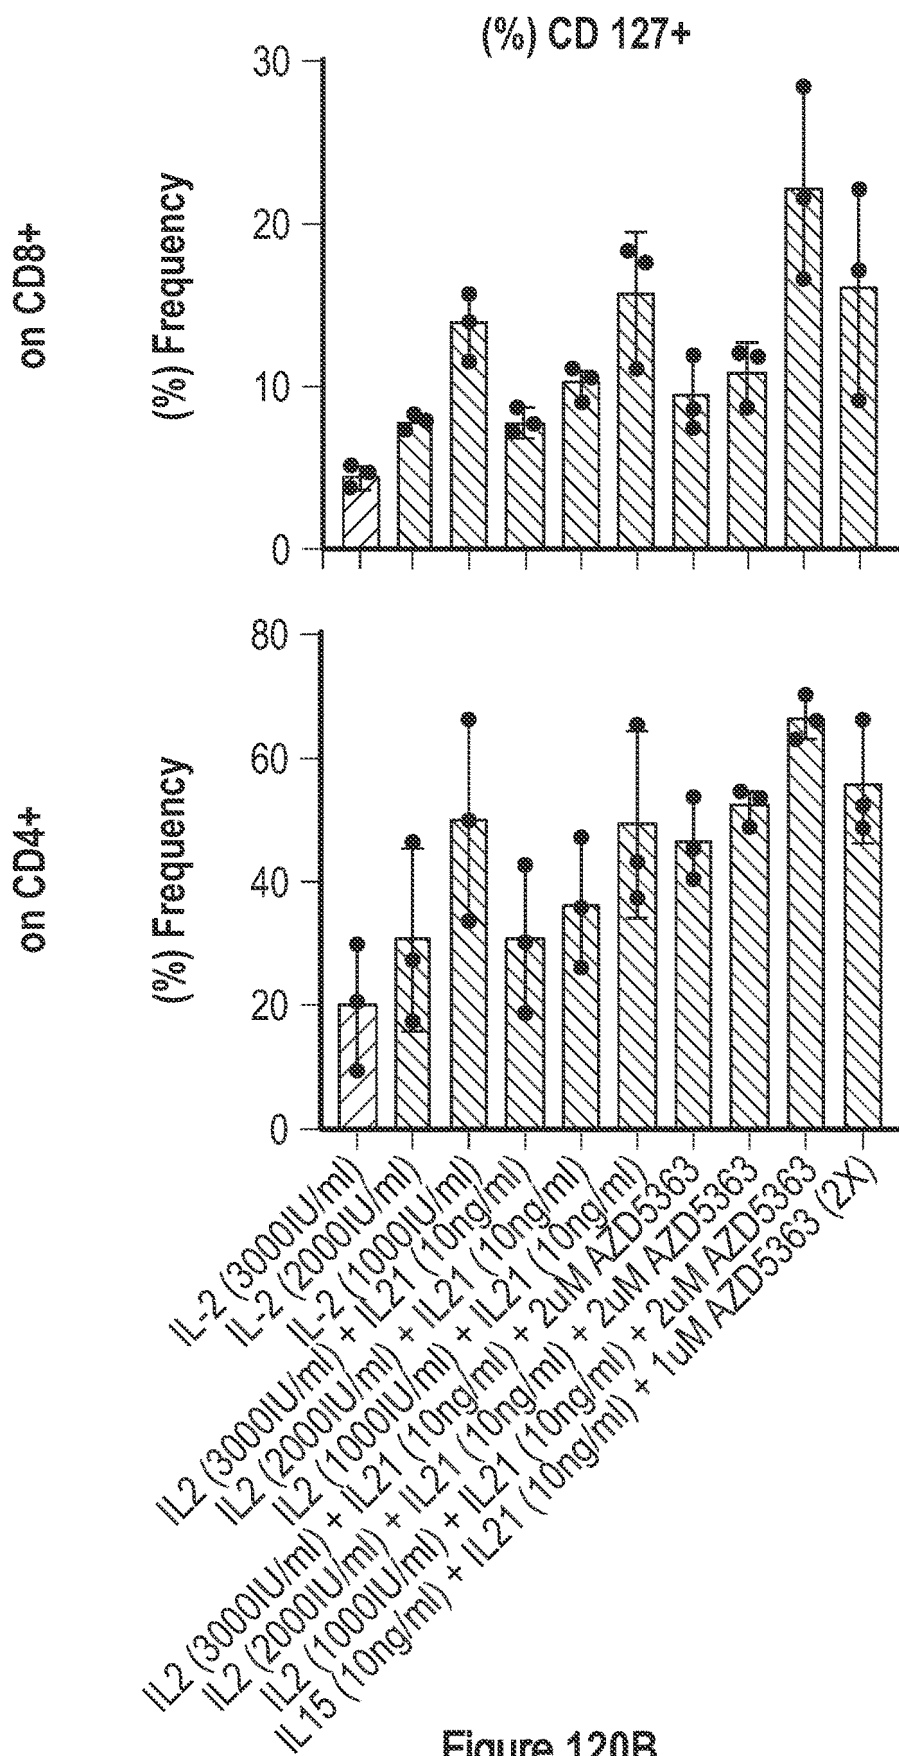 (%) CD 127+
on CD8+
(%) Frequency
30
20
10
0
on CD4+
(%) Frequency
80
60
40
20
0
IL-2 (3000IU/ml)
IL-2 (2000IU/ml)
IL-2 (1000IU/ml)
IL2 (3000IU/ml) + IL21 (10ng/ml)
IL2 (2000IU/ml) + IL21 (10ng/ml)
IL2 (1000IU/ml) + IL21 (10ng/ml)
IL2 (3000IU/ml) + IL21 (10ng/ml) + 2uM AZD5363
IL2 (2000IU/ml) + IL21 (10ng/ml) + 2uM AZD5363
IL2 (1000IU/ml) + IL21 (10ng/ml) + 2uM AZD5363
IL15 (10ng/ml) + IL21 (10ng/ml) + 1uM AZD5363 (2X)
Figure 120B